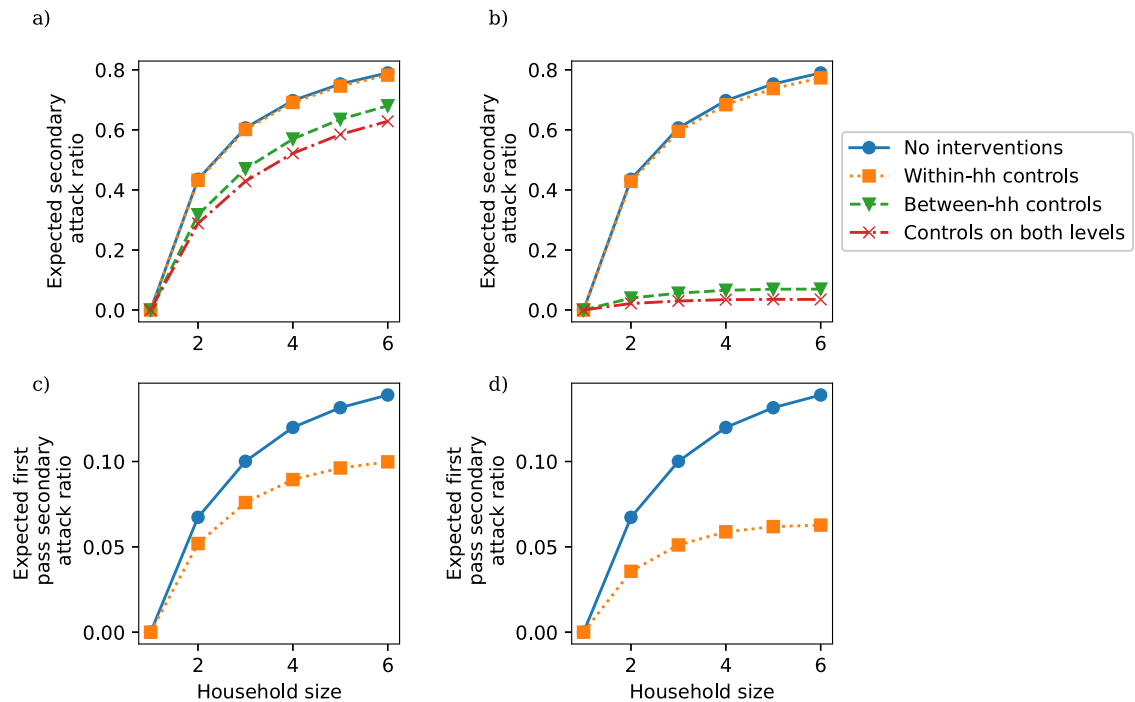 a)
b)
0.8
0.6
0.4
0.2
0.0
Expected secondary
attack ratio
2
4
6
0.8
0.6
0.4
0.2
0.0
Expected secondary
attack ratio
2
4
6
No interventions
Within-hh controls
Between-hh controls
Controls on both levels
c)
d)
0.10
0.05
0.00
Expected first
pass secondary
attack ratio
2
4
6
Household size
0.10
0.05
0.00
Expected first
pass secondary
attack ratio
2
4
6
Household size